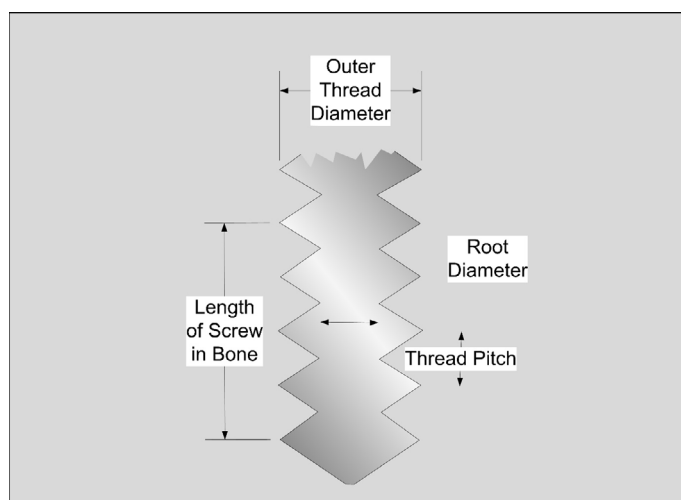 Outer
Thread
Diameter
Root
Diameter
Length
of Screw
in Bone
Thread Pitch